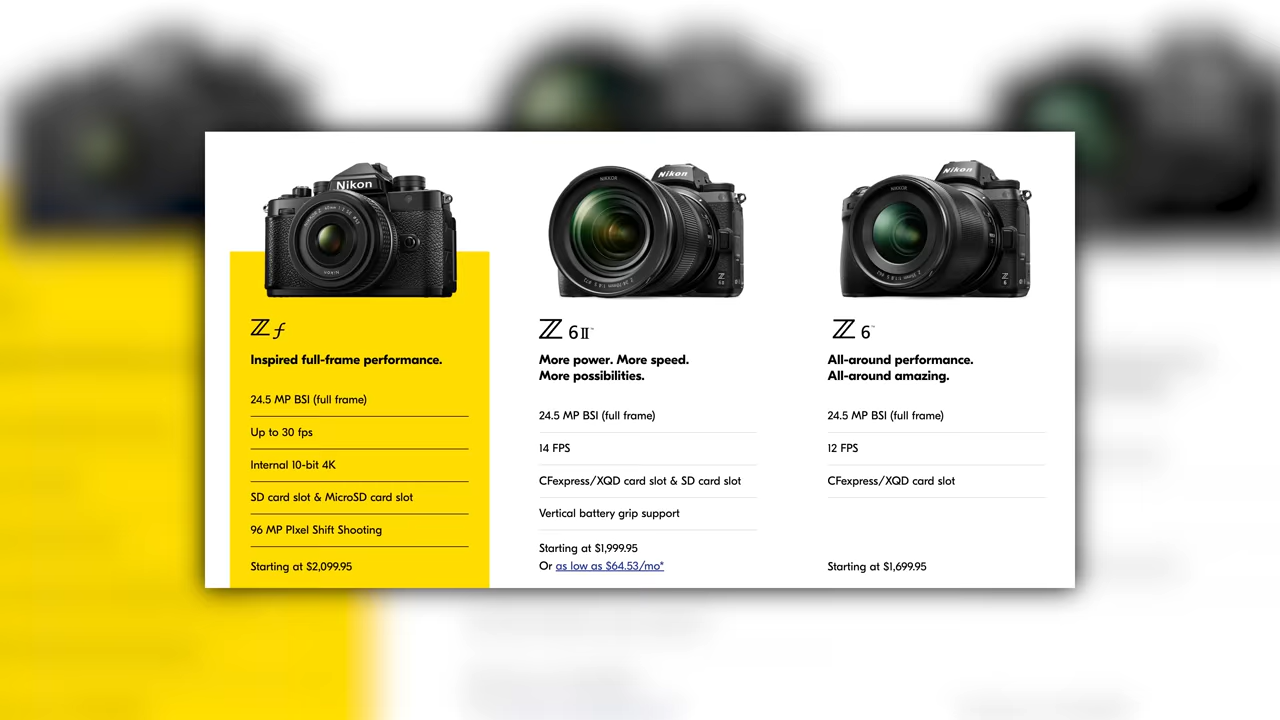 Nikon
Nikon
Nikon
NIKKOR
NIKKOR
Z
6II
Z
6
Zf
Inspired full-frame performance.
24.5 MP BSI (full frame)
Up to 30 fps
Internal 10-bit 4K
SD card slot & MicroSD card slot
96 MP PIxel Shift Shooting
Starting at $2,099.95
Z 6II™
More power. More speed.
More possibilities.
24.5 MP BSI (full frame)
14 FPS
CFexpress/XQD card slot & SD card slot
Vertical battery grip support
Starting at $1,999.95
Or as low as $64.53/mo*
Z 6™
All-around performance.
All-around amazing.
24.5 MP BSI (full frame)
12 FPS
CFexpress/XQD card slot
Starting at $1,699.95